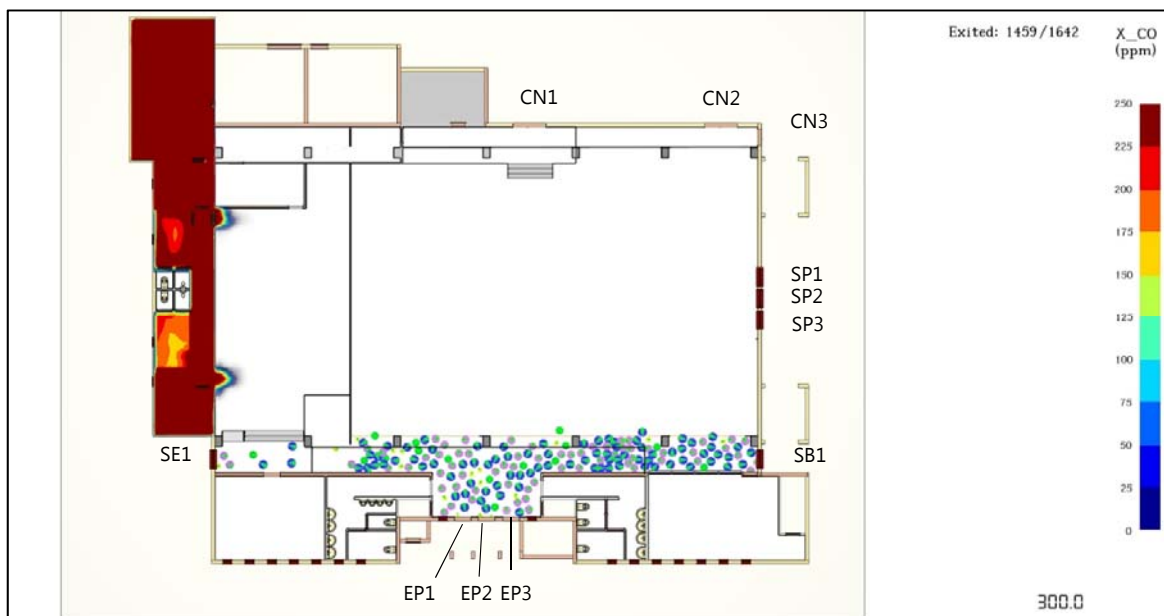 Exited: 1459/1642
X_CO
(ppm)
CN1
CN2
CN3
250
225
200
175
150
125
100
75
50
25
0
SP1
SP2
SP3
SE1
SB1
EP1
EP2
EP3
300.0